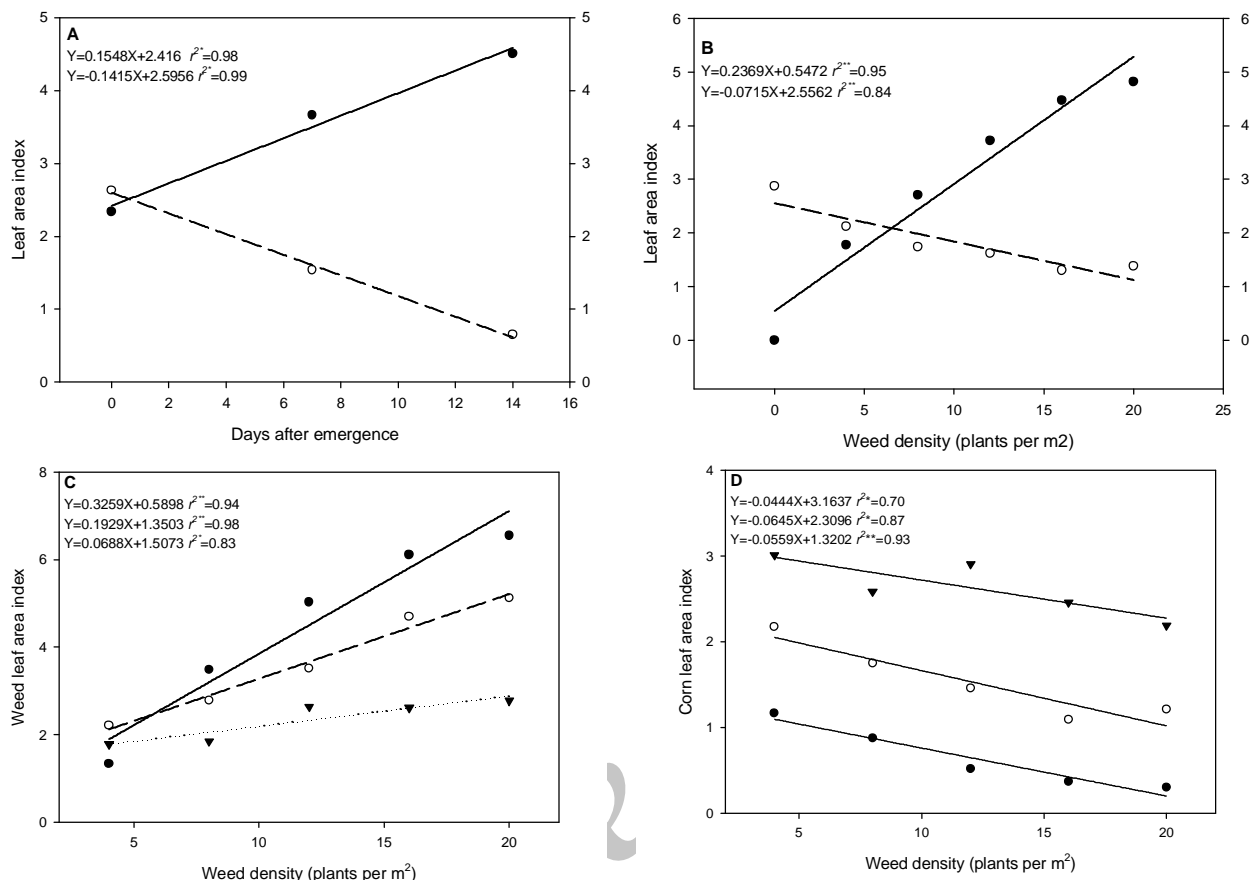 A
Y=0.1548X+2.416 r²*=0.98
Y=-0.1415X+2.5956 r²*=0.99
Leaf area index
5
4
3
2
1
0
5
4
3
2
1
0
0 2 4 6 8 10 12 14 16
Days after emergence
B
Y=0.2369X+0.5472 r²**=0.95
Y=-0.0715X+2.5562 r²**=0.84
Leaf area index
6
5
4
3
2
1
0
6
5
4
3
2
1
0
0 5 10 15 20 25
Weed density (plants per m2)
C
Y=0.3259X+0.5898 r²**=0.94
Y=0.1929X+1.3503 r²**=0.98
Y=0.0688X+1.5073 r²*=0.83
Weed leaf area index
8
6
4
2
0
5 10 15 20
Weed density (plants per m²)
D
Y=-0.0444X+3.1637 r²*=0.70
Y=-0.0645X+2.3096 r²*=0.87
Y=-0.0559X+1.3202 r²**=0.93
Corn leaf area index
4
3
2
1
0
5 10 15 20
Weed density (plants per m²)